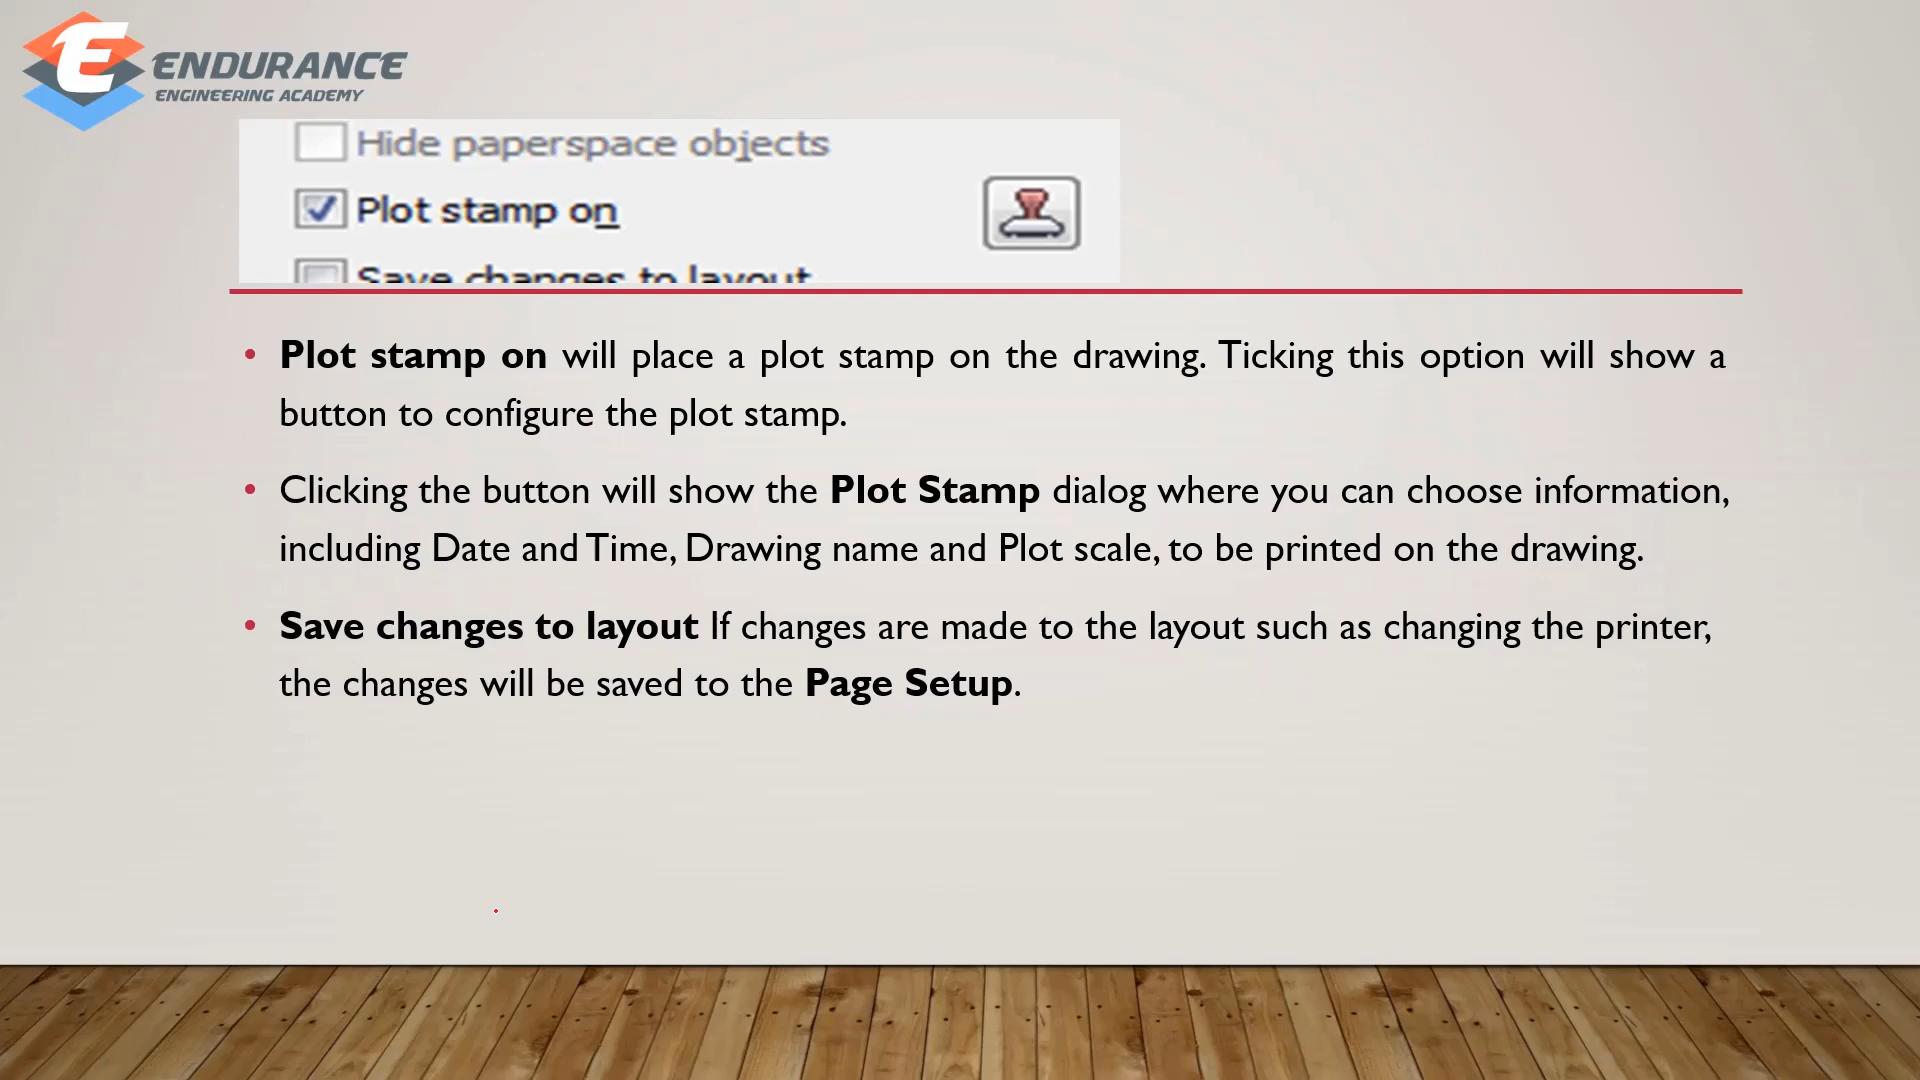 ENDURANCE
ENGINEERING ACADEMY
Hide paperspace objects
Plot stamp on
Save changes to layout
• Plot stamp on will place a plot stamp on the drawing. Ticking this option will show a
button to configure the plot stamp.
• Clicking the button will show the Plot Stamp dialog where you can choose information,
including Date and Time, Drawing name and Plot scale, to be printed on the drawing.
• Save changes to layout If changes are made to the layout such as changing the printer,
the changes will be saved to the Page Setup.